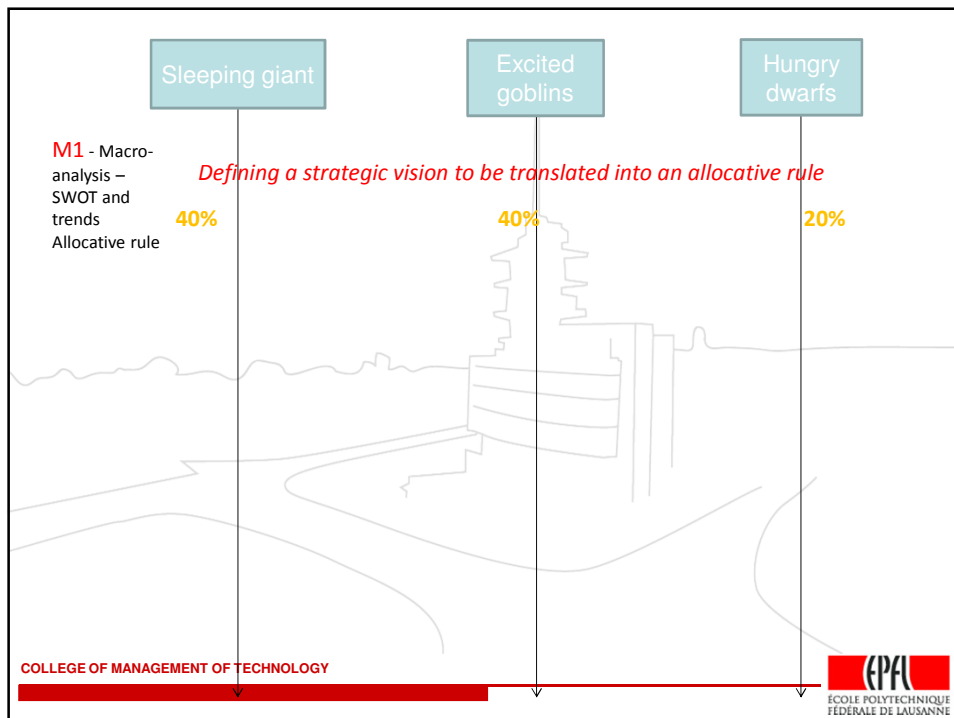 Sleeping giant
Excited
goblins
Hungry
dwarfs
M1 - Macro-
analysis –
SWOT and
trends
Allocative rule
Defining a strategic vision to be translated into an allocative rule
40%
40%
20%
COLLEGE OF MANAGEMENT OF TECHNOLOGY
EPFL
ÉCOLE POLYTECHNIQUE
FÉDÉRALE DE LAUSANNE